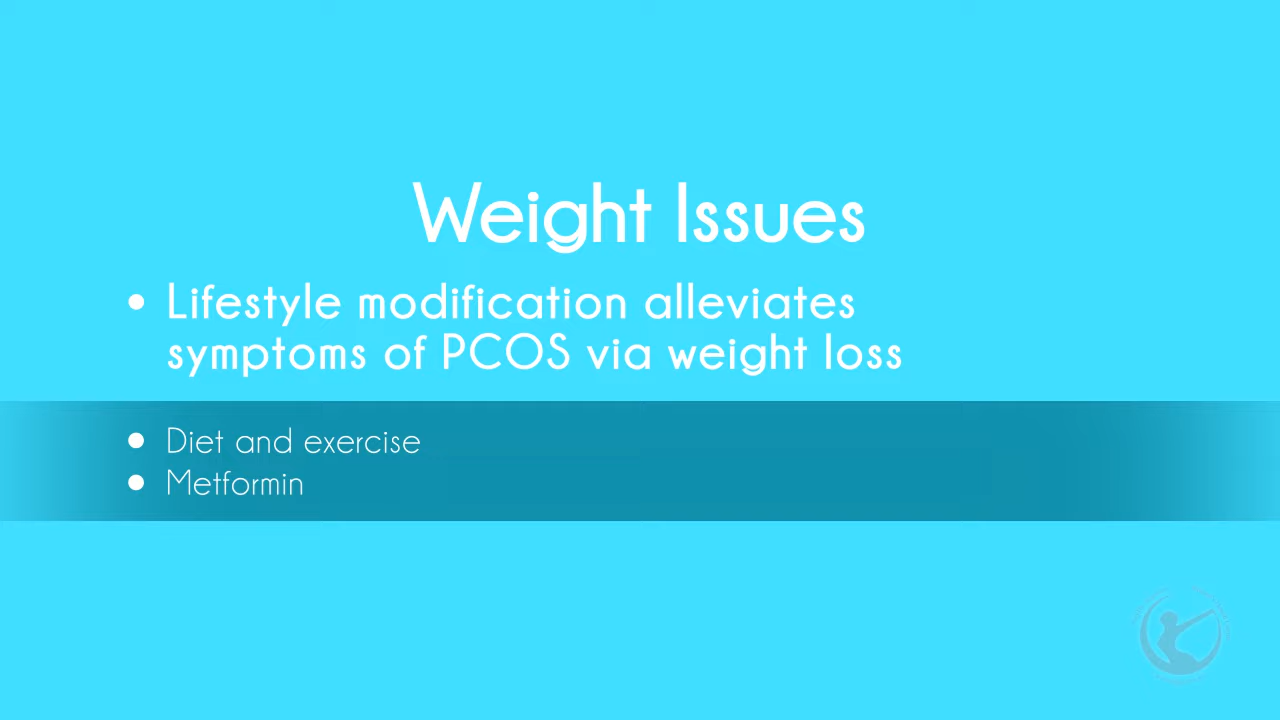 Weight Issues
• Lifestyle modification alleviates
symptoms of PCOS via weight loss
• Diet and exercise
• Metformin